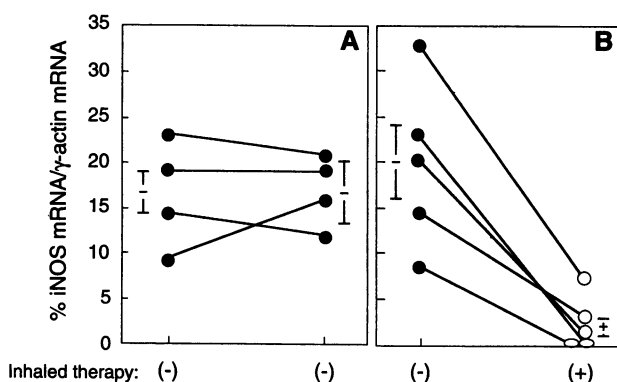 % iNOS mRNA/γ-actin mRNA
35
30
25
20
15
10
5
0
A
B
Inhaled therapy: (-) (-) (-) (+)